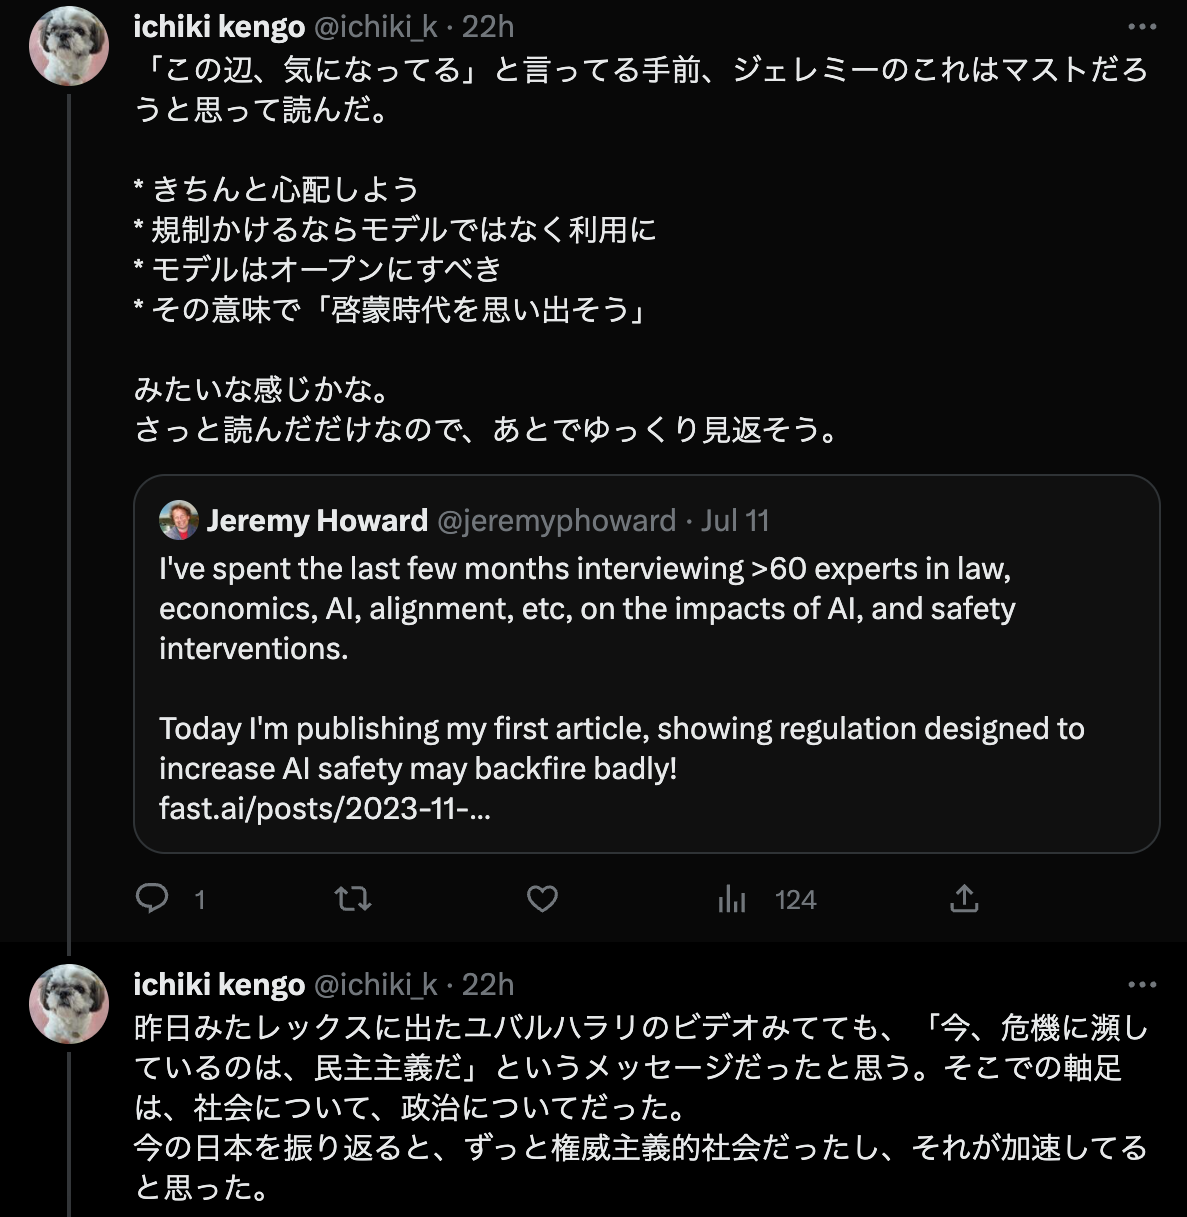 ichiki kengo @ichiki_k · 22h
「この辺、気になってる」と言ってる手前、ジェレミーのこれはマストだろ
うと思って読んだ。
* きちんと心配しよう
* 規制かけるならモデルではなく利用に
* モデルはオープンにすべき
* その意味で「啓蒙時代を思い出そう」
みたいな感じかな。
さっと読んだだけなので、あとでゆっくり見返そう。
Jeremy Howard @jeremyphoward · Jul 11
I've spent the last few months interviewing >60 experts in law,
economics, AI, alignment, etc, on the impacts of AI, and safety
interventions.
Today I'm publishing my first article, showing regulation designed to
increase AI safety may backfire badly!
fast.ai/posts/2023-11-...
1 124
ichiki kengo @ichiki_k · 22h
昨日みたレックスに出たユバルハラリのビデオみてても、「今、危機に瀕し
ているのは、民主主義だ」というメッセージだったと思う。そこでの軸足
は、社会について、政治についてだった。
今の日本を振り返ると、ずっと権威主義的社会だったし、それが加速してる
と思った。